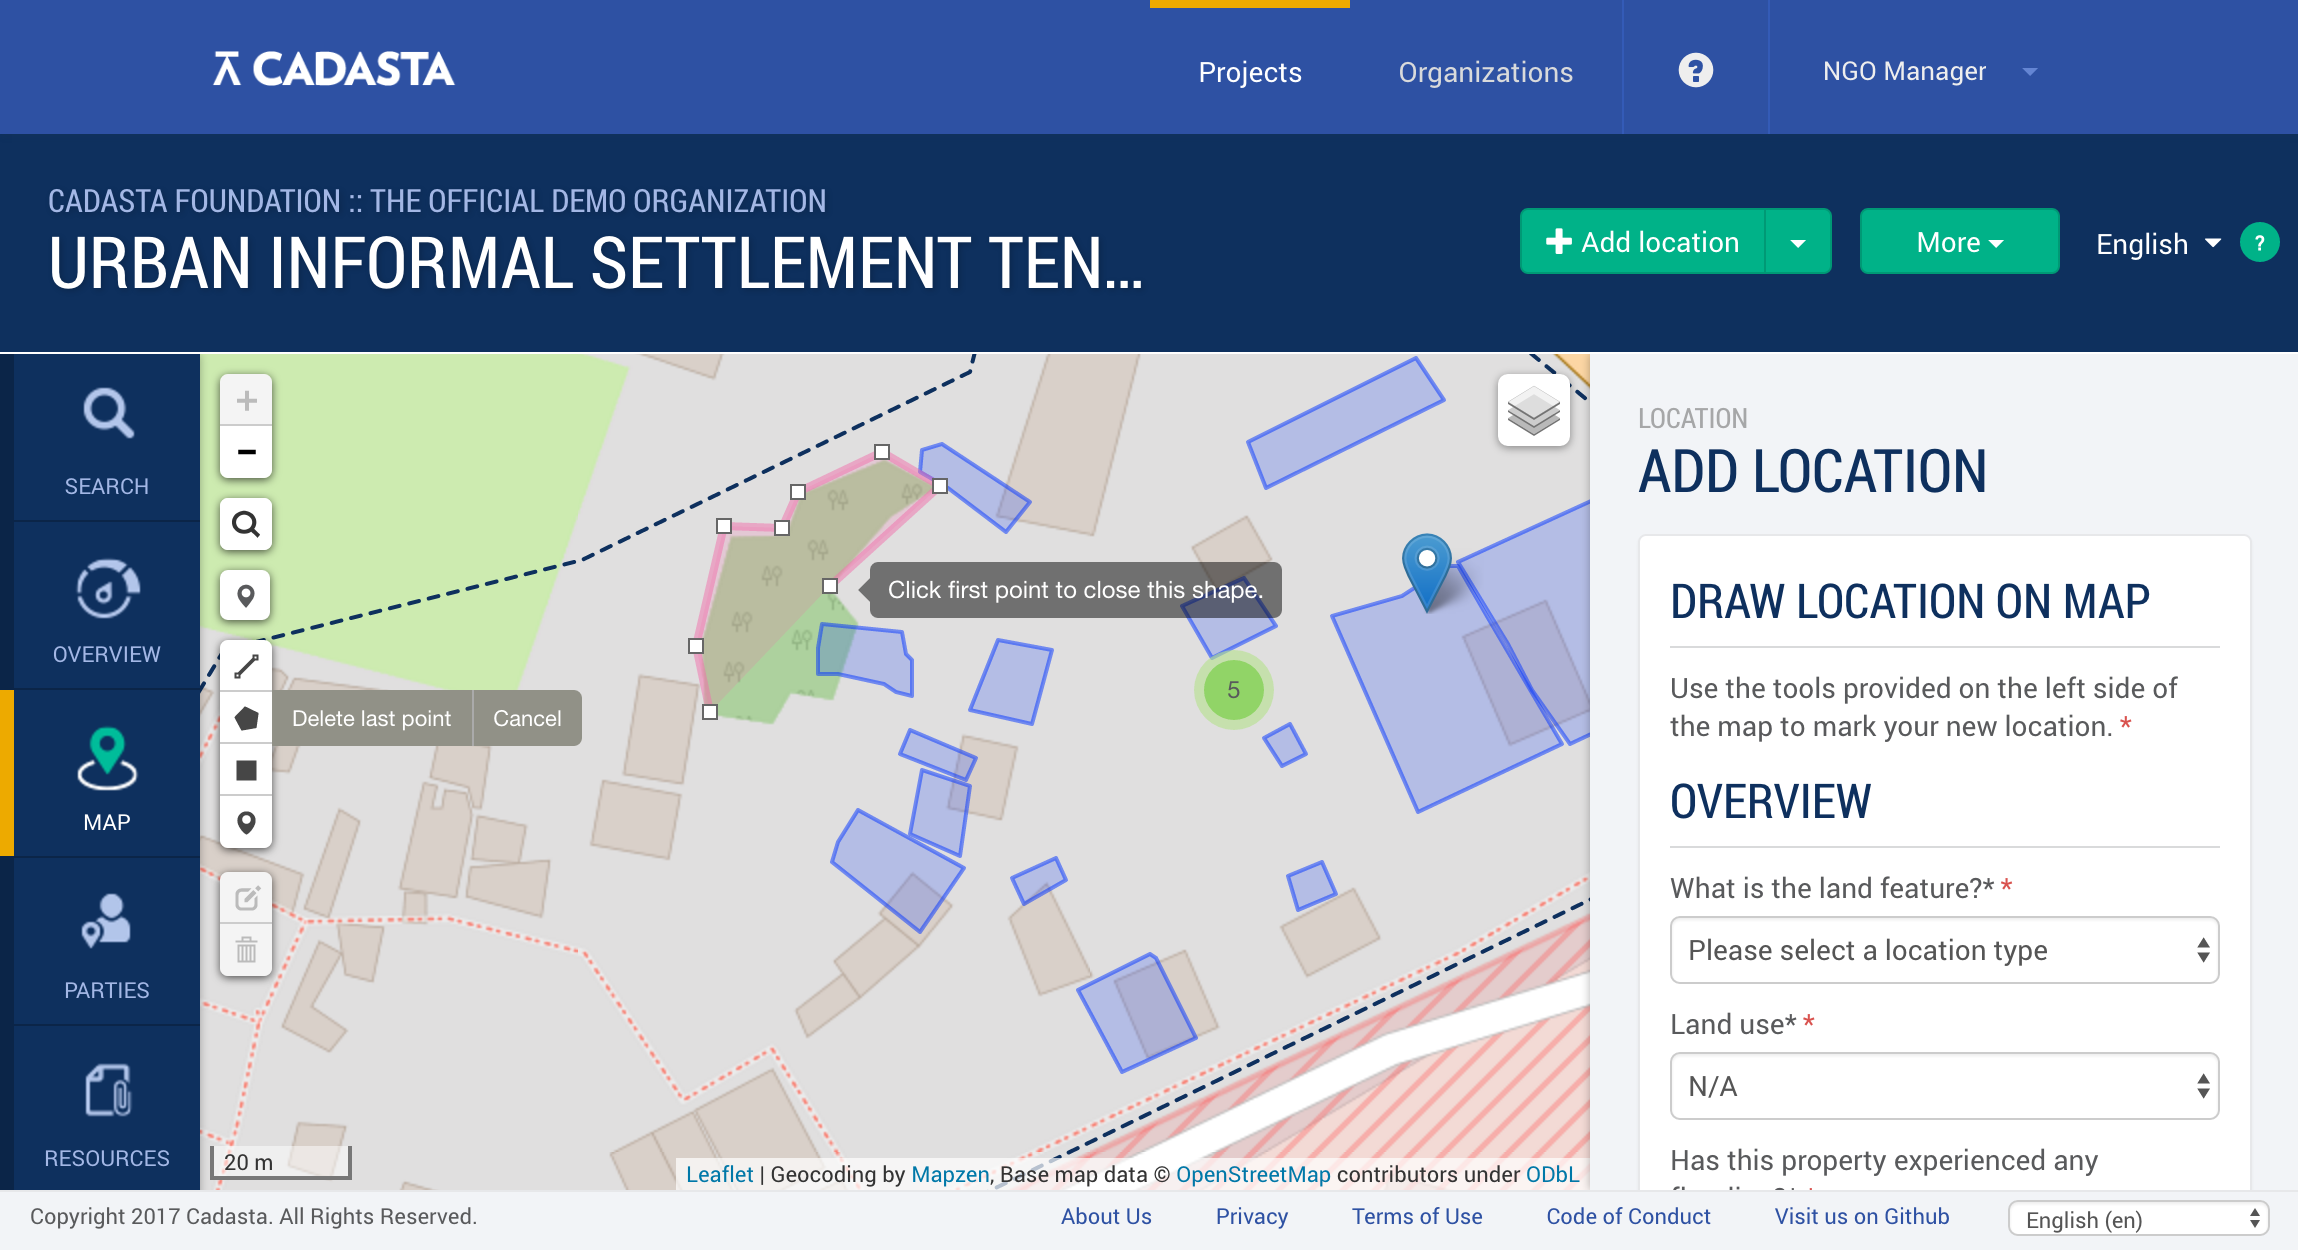 CADASTA
Projects
Organizations
?
NGO Manager
CADASTA FOUNDATION :: THE OFFICIAL DEMO ORGANIZATION
URBAN INFORMAL SETTLEMENT TEN...
Add location
More
English
?
SEARCH
OVERVIEW
MAP
PARTIES
RESOURCES
+
−
Delete last point
Cancel
Click first point to close this shape.
5
20 m
Leaflet | Geocoding by Mapzen, Base map data © OpenStreetMap contributors under ODbL
LOCATION
ADD LOCATION
DRAW LOCATION ON MAP
Use the tools provided on the left side of
the map to mark your new location. *
OVERVIEW
What is the land feature?* *
Please select a location type
Land use* *
N/A
Has this property experienced any
Copyright 2017 Cadasta. All Rights Reserved.
About Us
Privacy
Terms of Use
Code of Conduct
Visit us on Github
English (en)